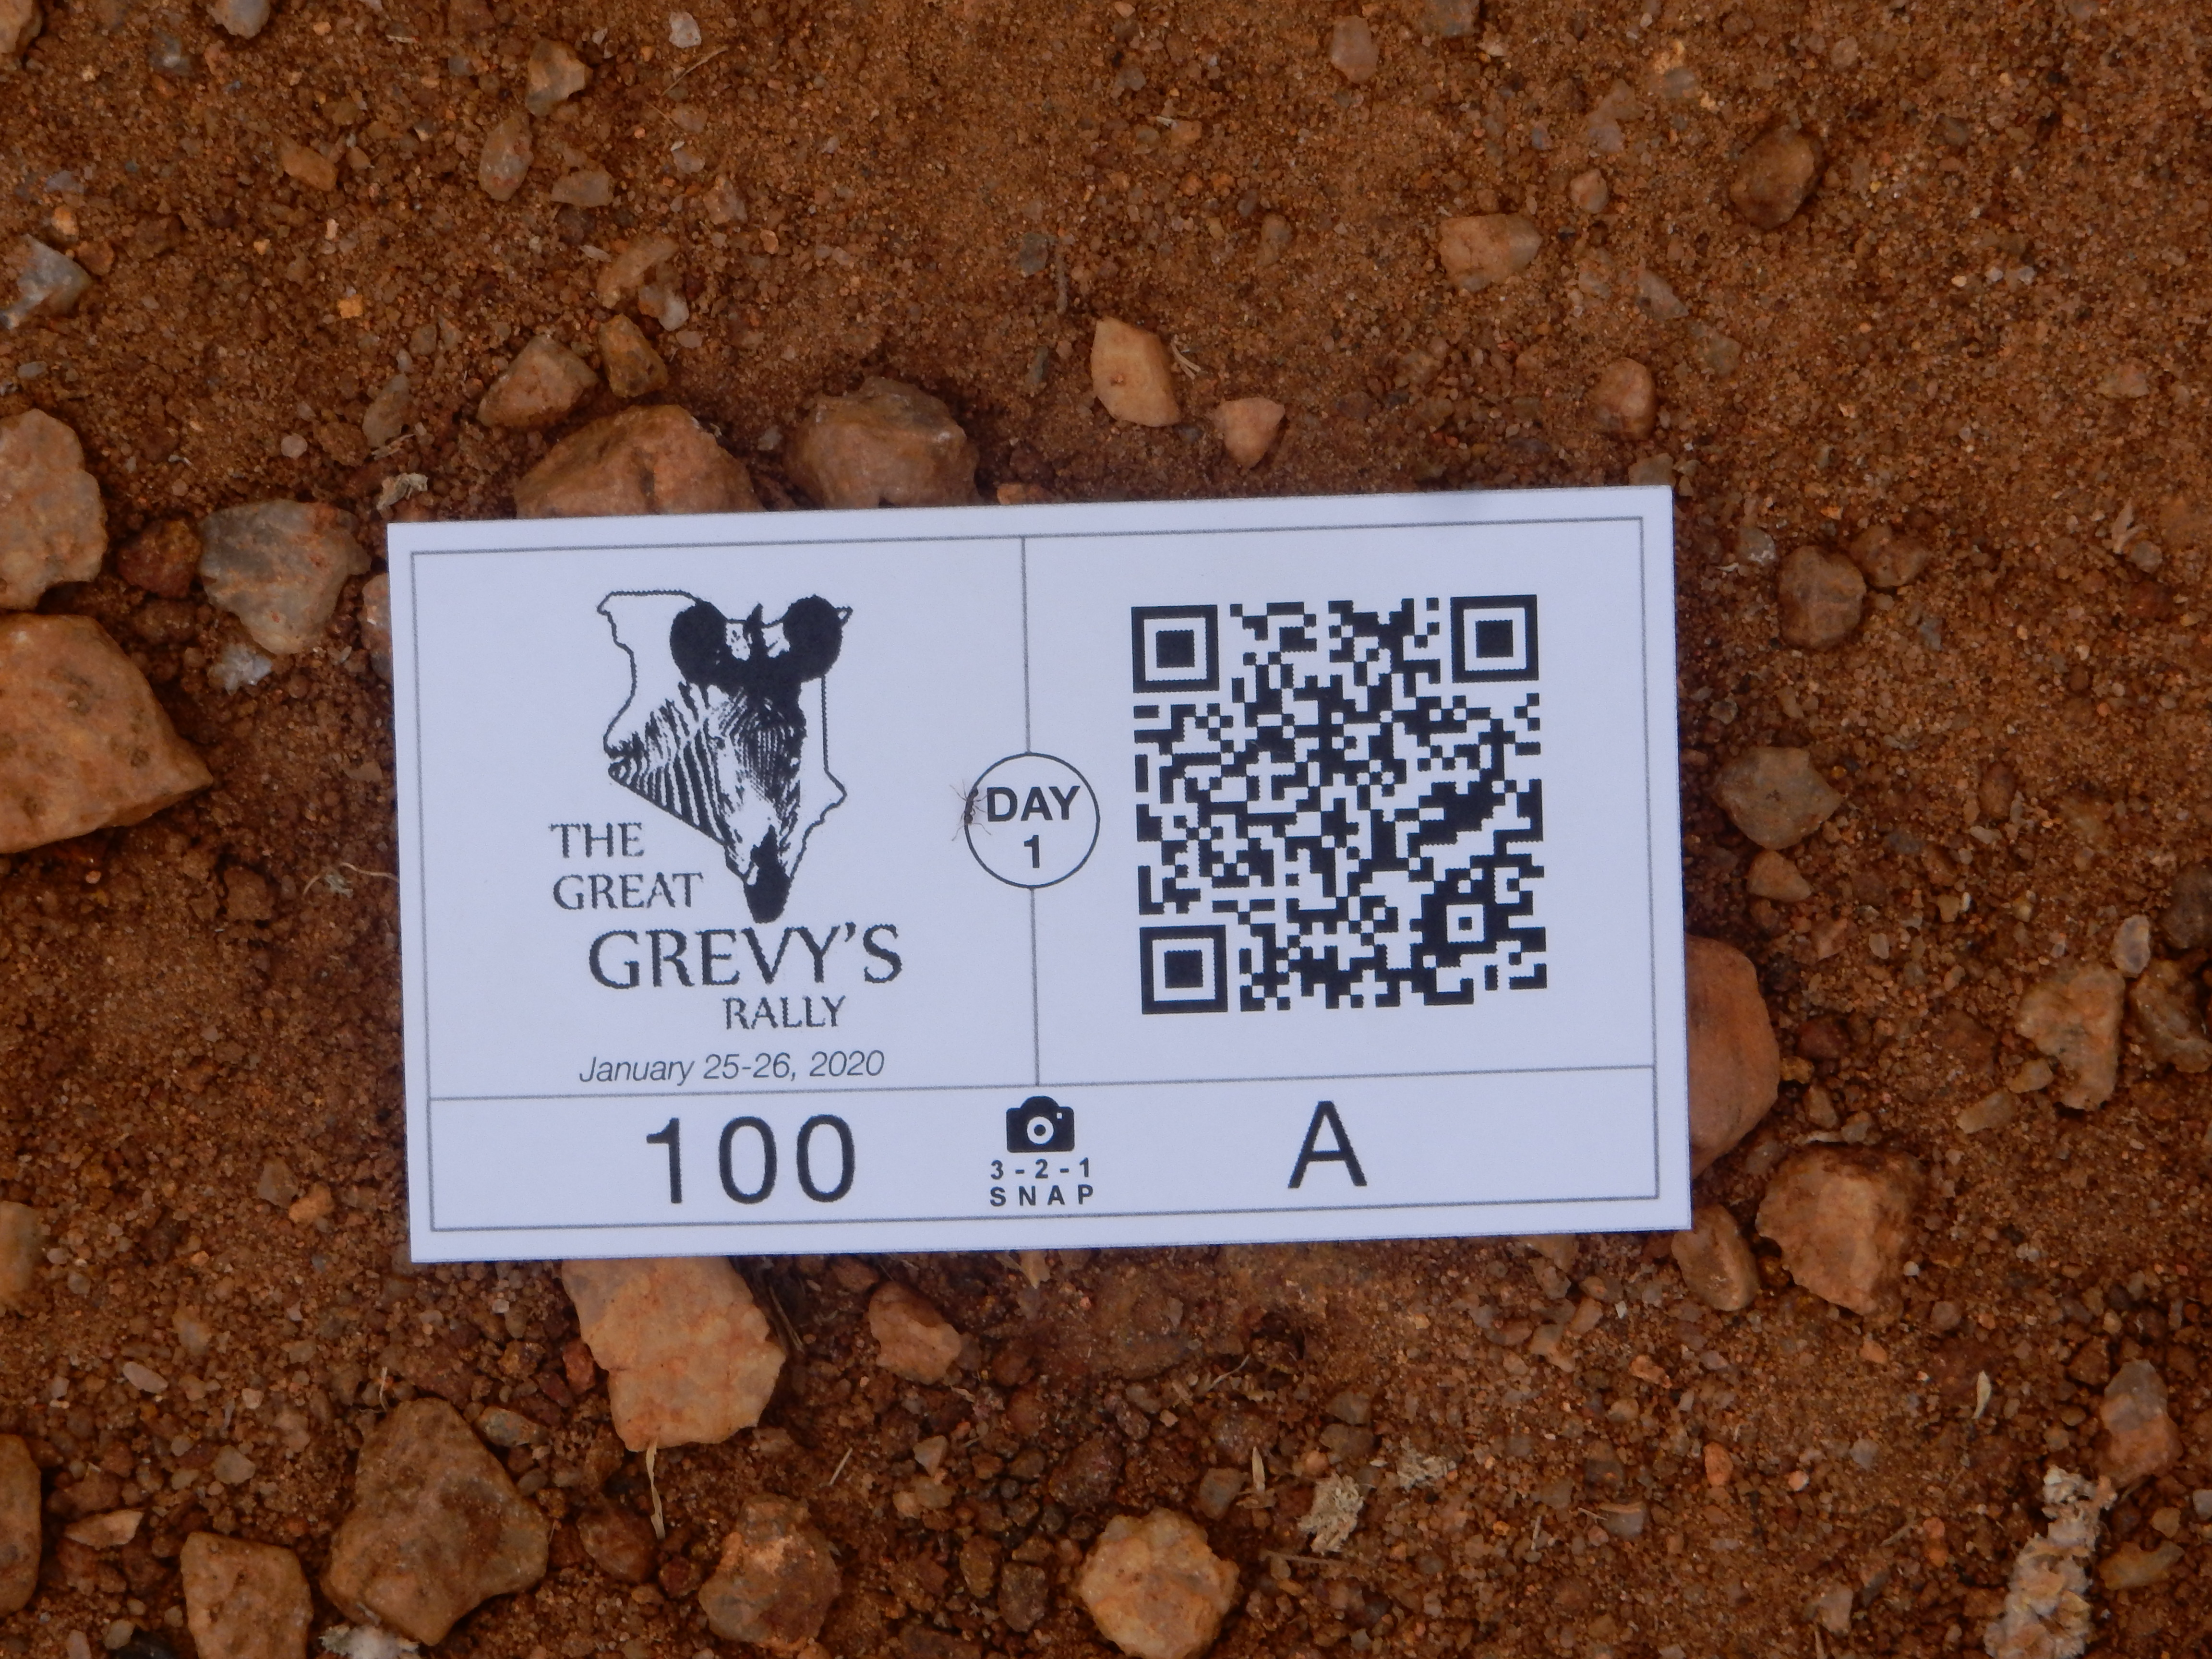 THE
GREAT
GREVY'S
RALLY
January 25-26, 2020
DAY
1
100
3-2-1
SNAP
A